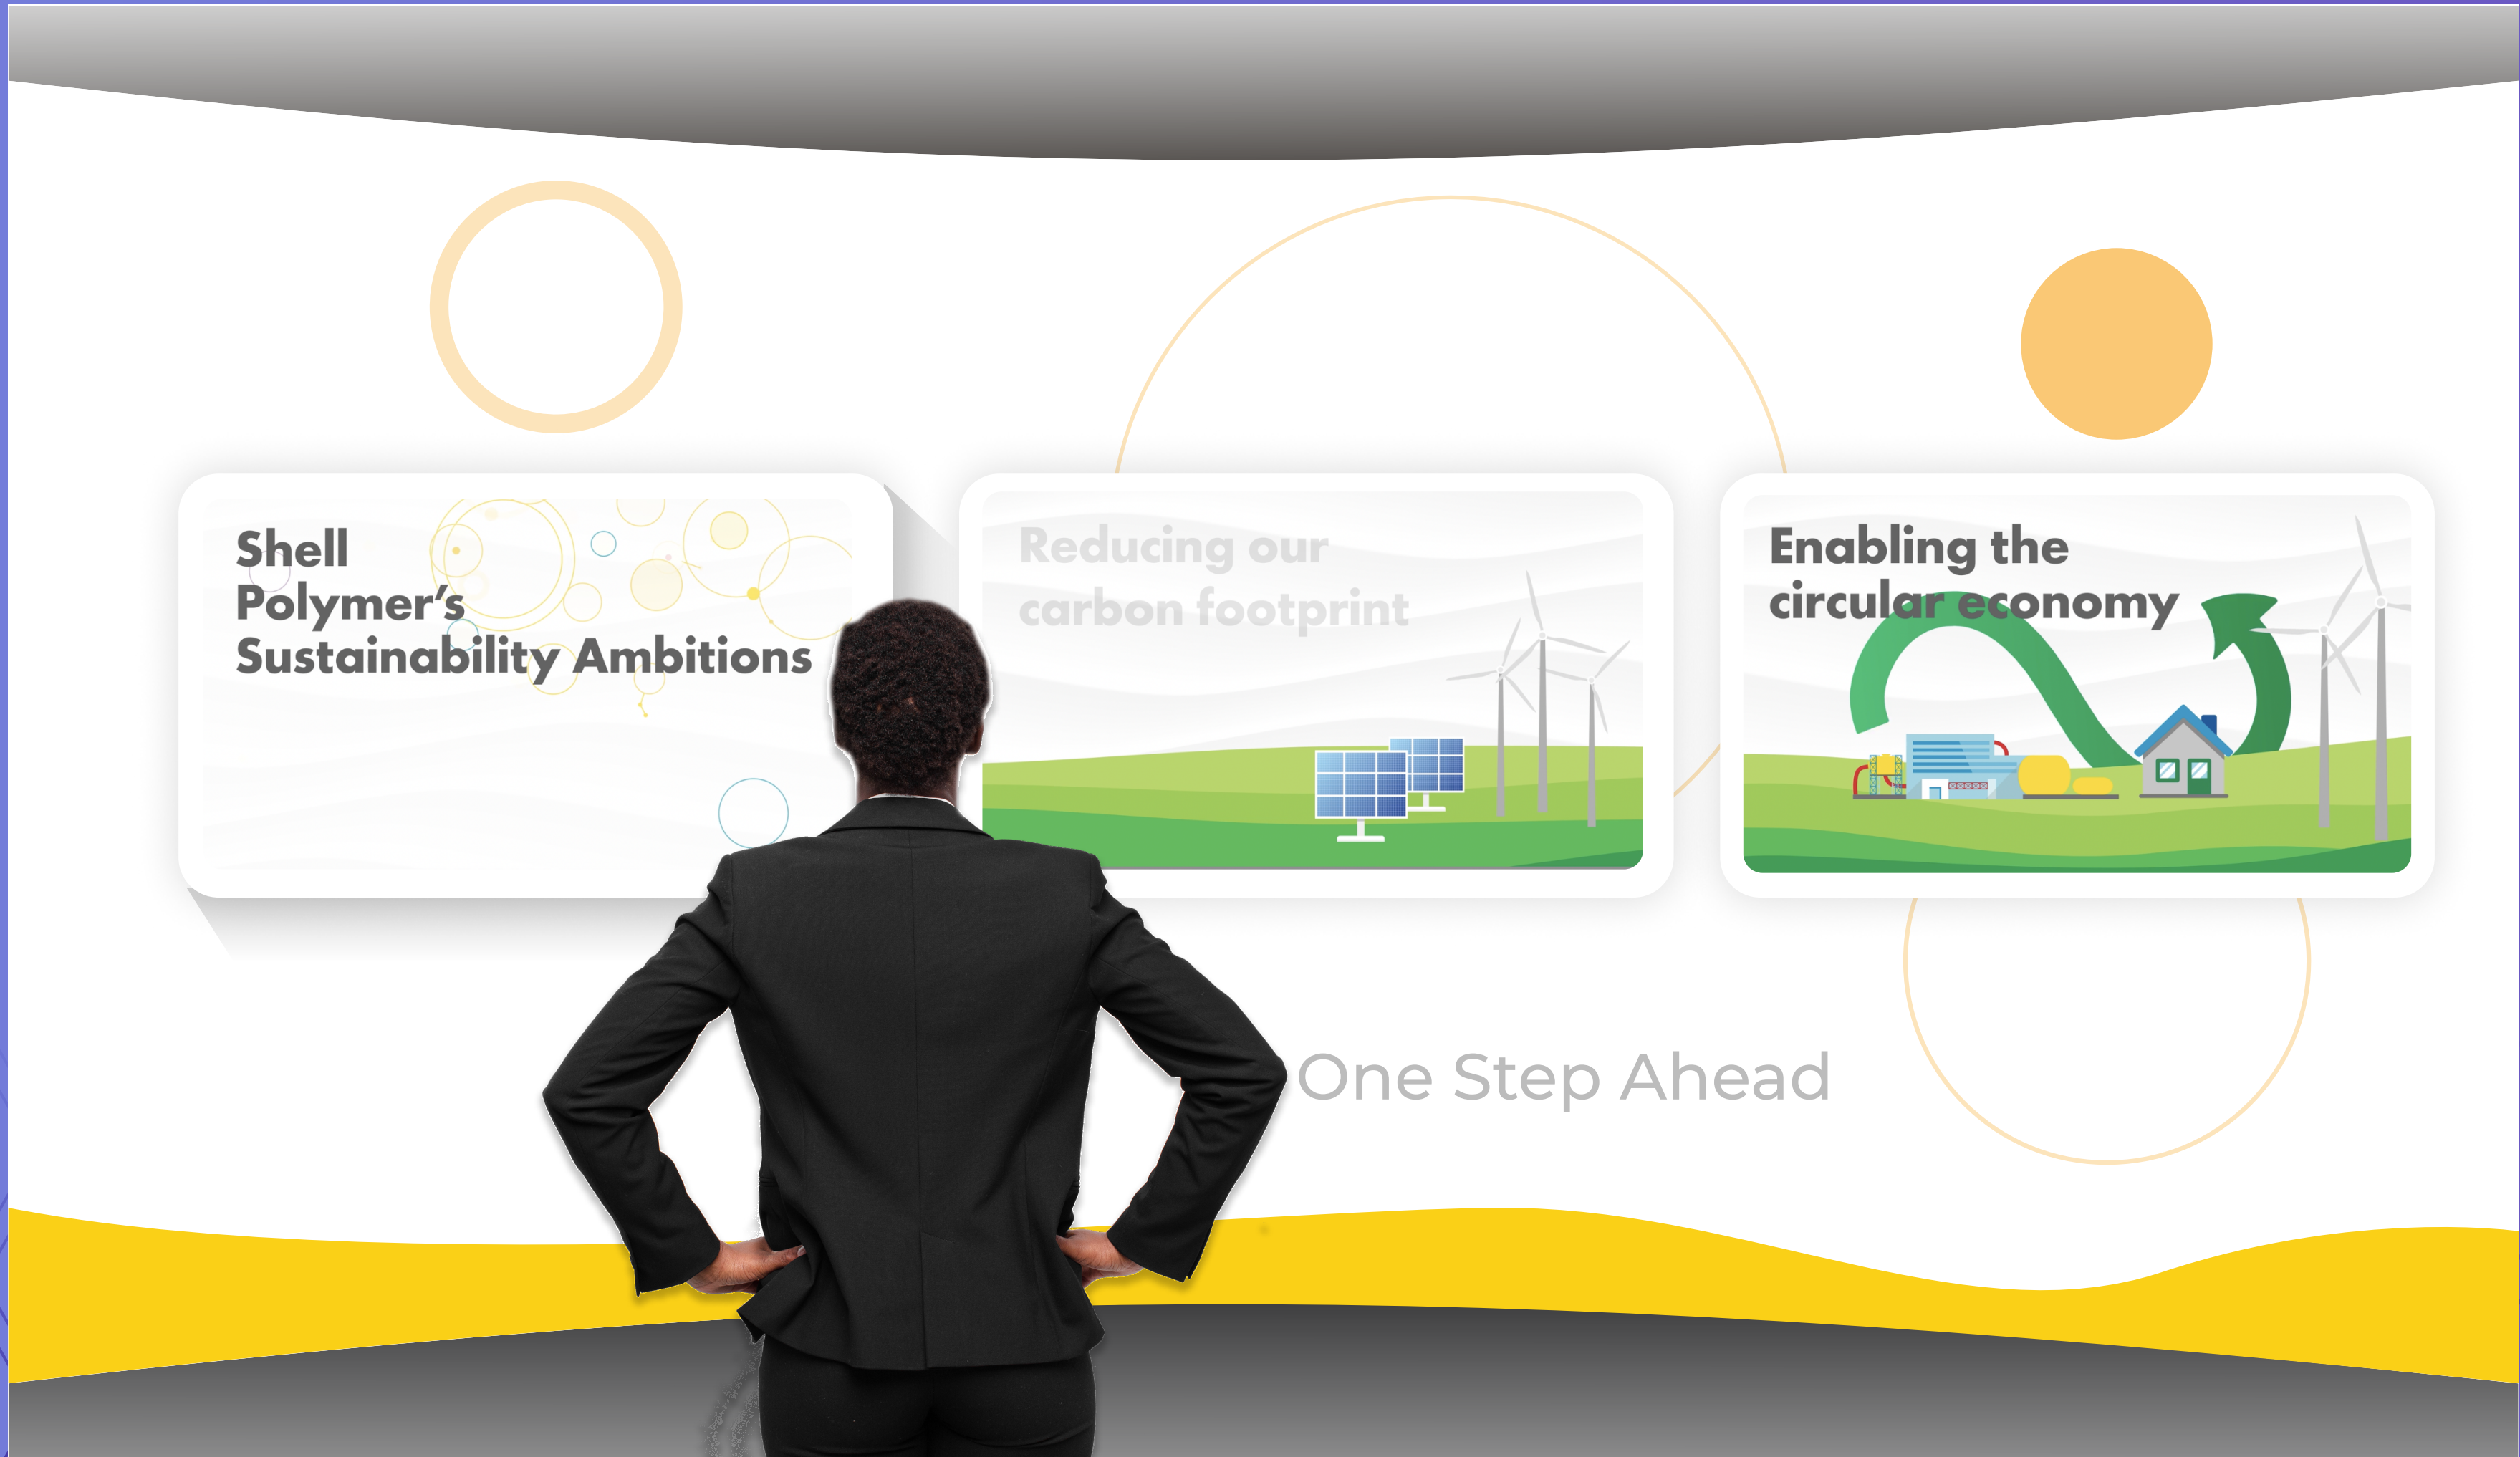 Shell
Polymer’s
Sustainability Ambitions
Reducing our
carbon footprint
Enabling the
circular economy
One Step Ahead